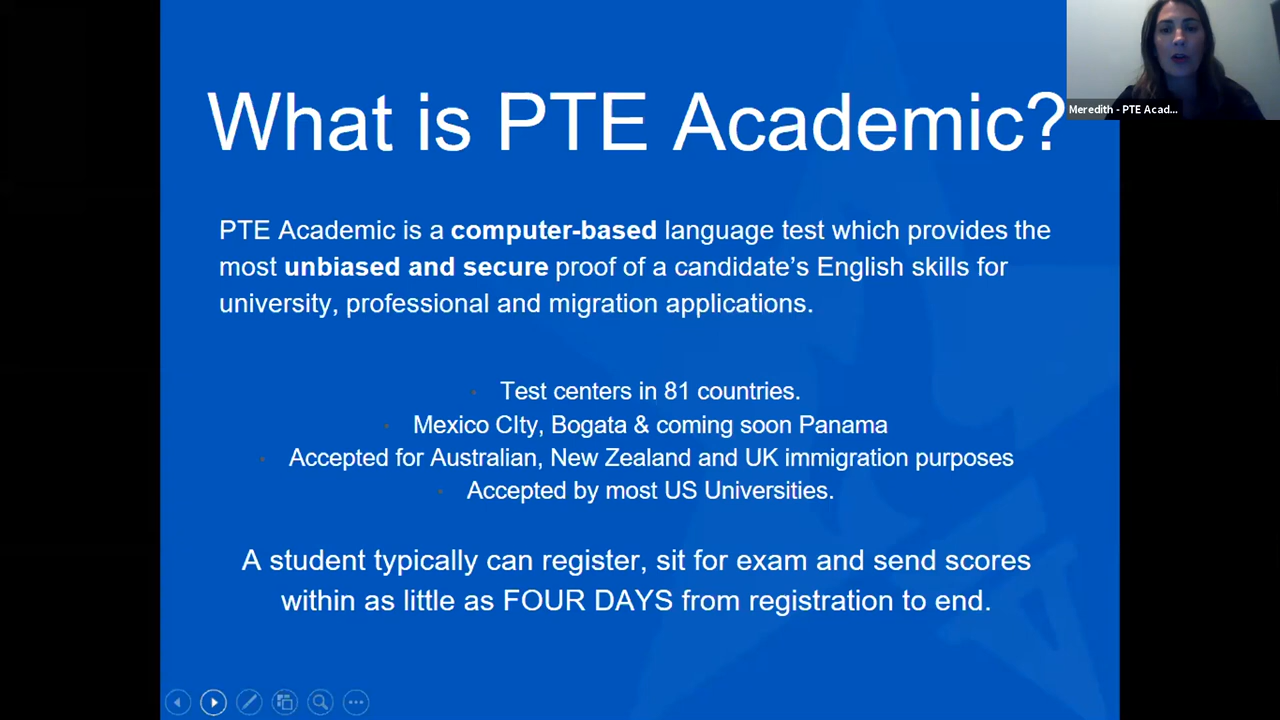 What is PTE Academic?
Meredith - PTE Acad...
PTE Academic is a computer-based language test which provides the
most unbiased and secure proof of a candidate’s English skills for
university, professional and migration applications.
Test centers in 81 countries.
Mexico CIty, Bogata & coming soon Panama
Accepted for Australian, New Zealand and UK immigration purposes
Accepted by most US Universities.
A student typically can register, sit for exam and send scores
within as little as FOUR DAYS from registration to end.